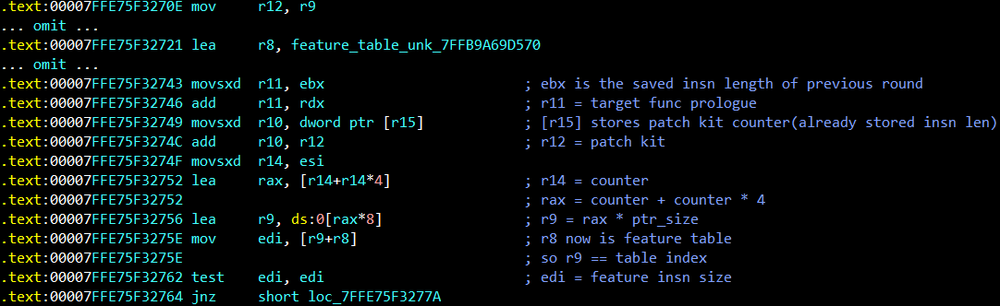 .text:00007FFE75F3270E mov r12, r9
... omit ...
.text:00007FFE75F32721 lea r8, feature_table_unk_7FFB9A69D570
... omit ...
.text:00007FFE75F32743 movsxd r11, ebx ; ebx is the saved insn length of previous round
.text:00007FFE75F32746 add r11, rdx ; r11 = target func prologue
.text:00007FFE75F32749 movsxd r10, dword ptr [r15] ; [r15] stores patch kit counter(already stored insn len)
.text:00007FFE75F3274C add r10, r12 ; r12 = patch kit
.text:00007FFE75F3274F movsxd r14, esi
.text:00007FFE75F32752 lea rax, [r14+r14*4] ; r14 = counter
.text:00007FFE75F32752 ; rax = counter + counter * 4
.text:00007FFE75F32756 lea r9, ds:0[rax*8] ; r9 = rax * ptr_size
.text:00007FFE75F3275E mov edi, [r9+r8] ; r8 now is feature table
.text:00007FFE75F3275E ; so r9 == table index
.text:00007FFE75F32762 test edi, edi ; edi = feature insn size
.text:00007FFE75F32764 jnz short loc_7FFE75F3277A